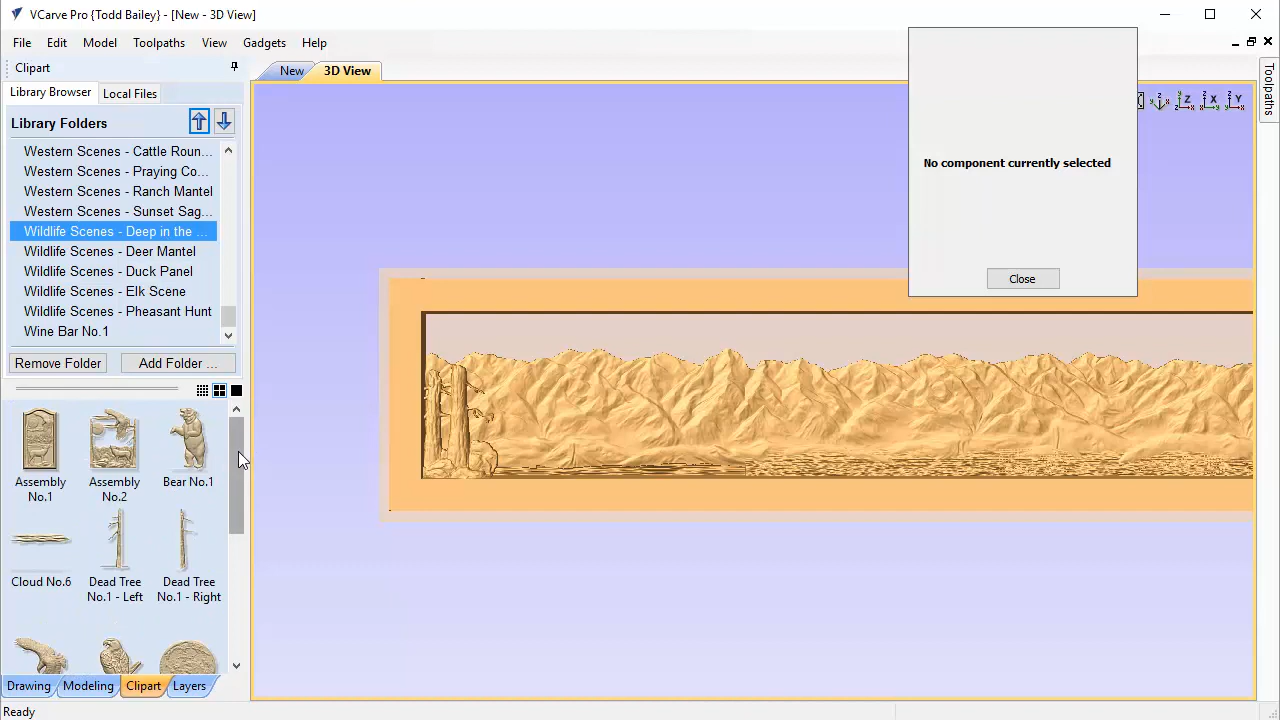 VCarve Pro {Todd Bailey} - [New - 3D View]
File Edit Model Toolpaths View Gadgets Help
Clipart
New 3D View
Library Browser Local Files
Library Folders
Western Scenes - Cattle Roun...
Western Scenes - Praying Co...
Western Scenes - Ranch Mantel
Western Scenes - Sunset Sag...
Wildlife Scenes - Deep in the ...
Wildlife Scenes - Deer Mantel
Wildlife Scenes - Duck Panel
Wildlife Scenes - Elk Scene
Wildlife Scenes - Pheasant Hunt
Wine Bar No.1
Remove Folder Add Folder ...
Assembly No.1
Assembly No.2
Bear No.1
Cloud No.6
Dead Tree No.1 - Left
Dead Tree No.1 - Right
Drawing Modeling Clipart Layers
Ready
No component currently selected
Close
Z X Y
Toolpaths